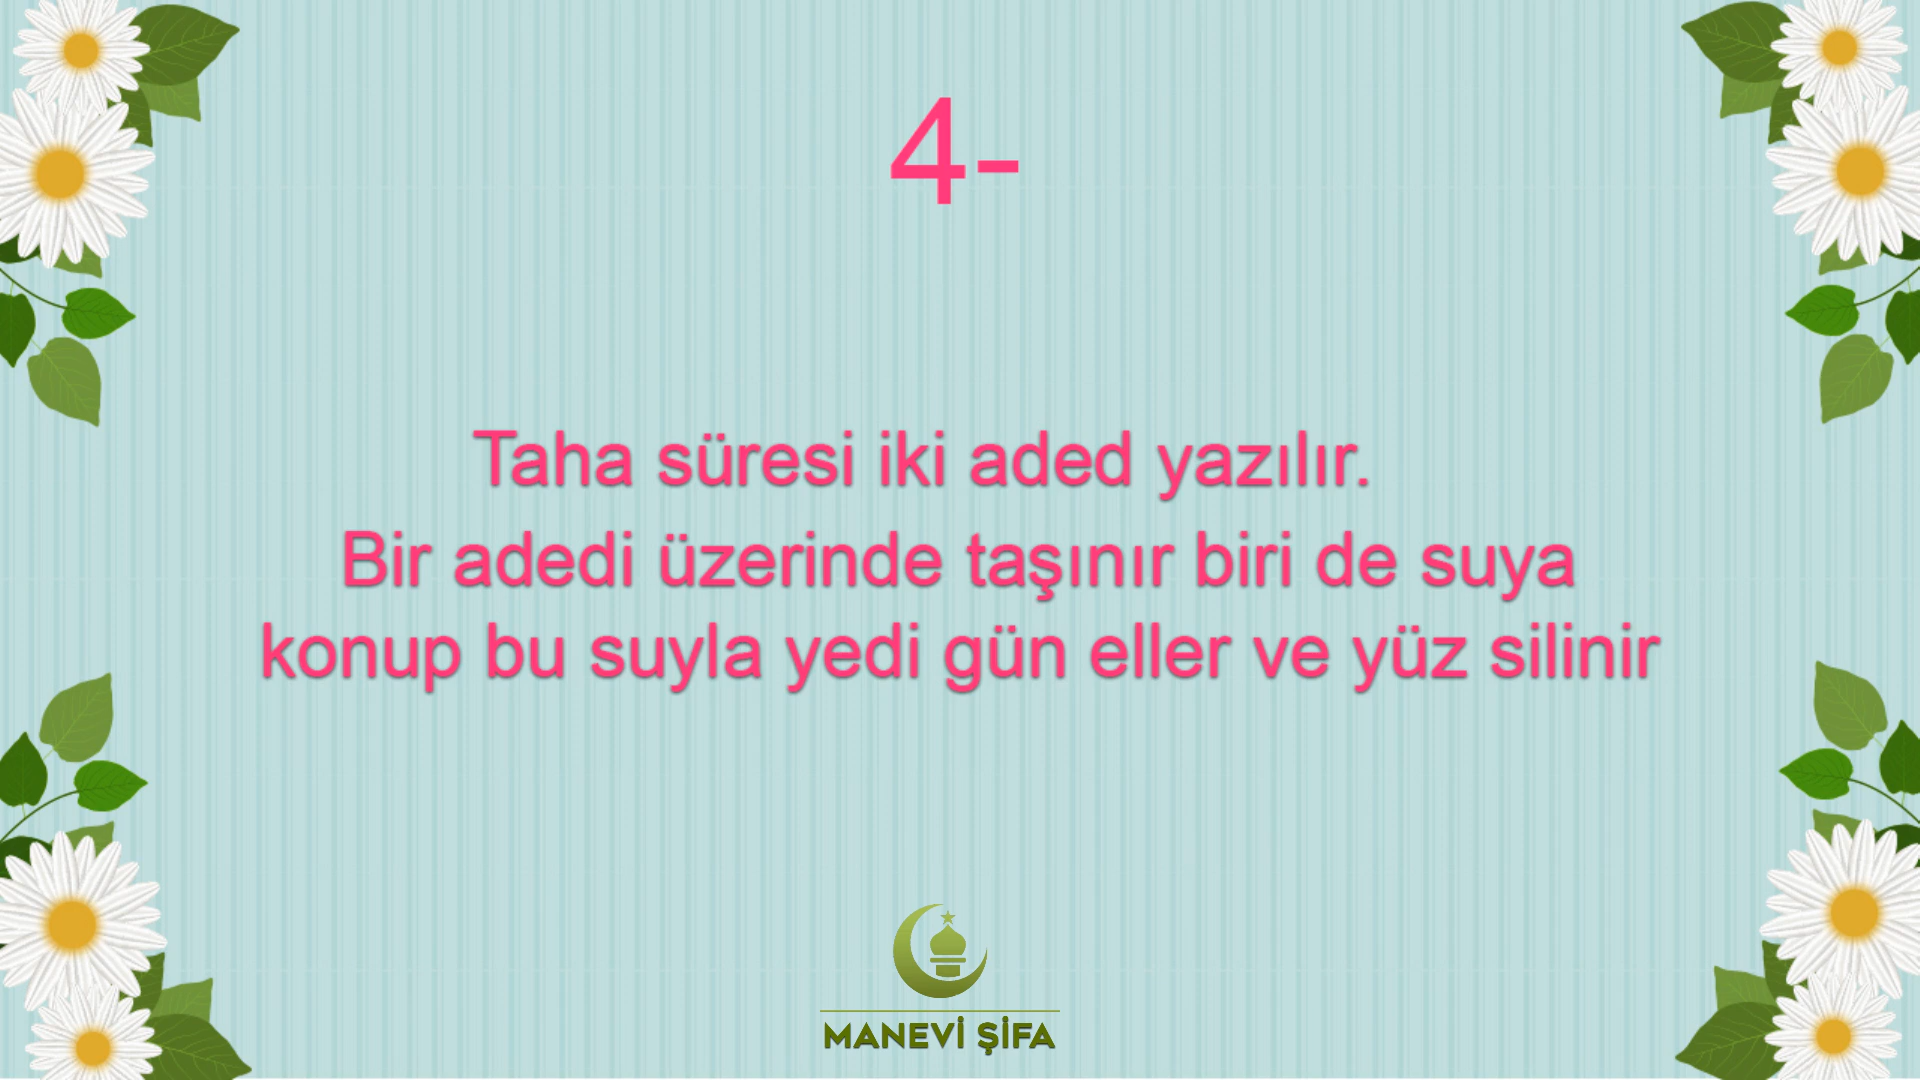 4-
Taha süresi iki aded yazılır.
Bir adedi üzerinde taşınır biri de suya
konup bu suyla yedi gün eller ve yüz silinir
MANEVİ ŞİFA